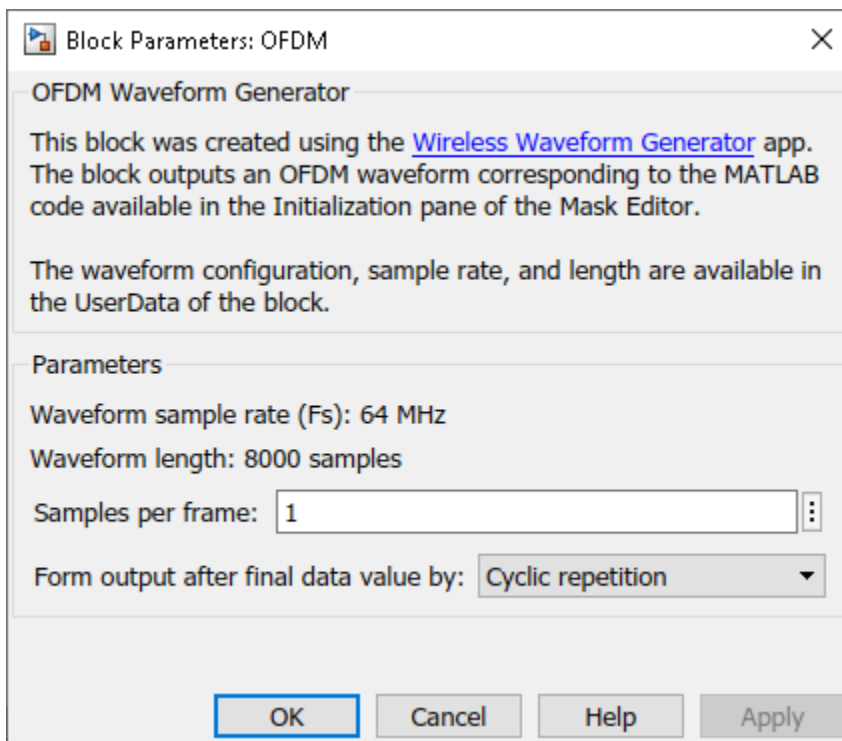 Block Parameters: OFDM
OFDM Waveform Generator
This block was created using the Wireless Waveform Generator app.
The block outputs an OFDM waveform corresponding to the MATLAB
code available in the Initialization pane of the Mask Editor.
The waveform configuration, sample rate, and length are available in
the UserData of the block.
Parameters
Waveform sample rate (Fs): 64 MHz
Waveform length: 8000 samples
Samples per frame: 1
Form output after final data value by: Cyclic repetition
OK Cancel Help Apply